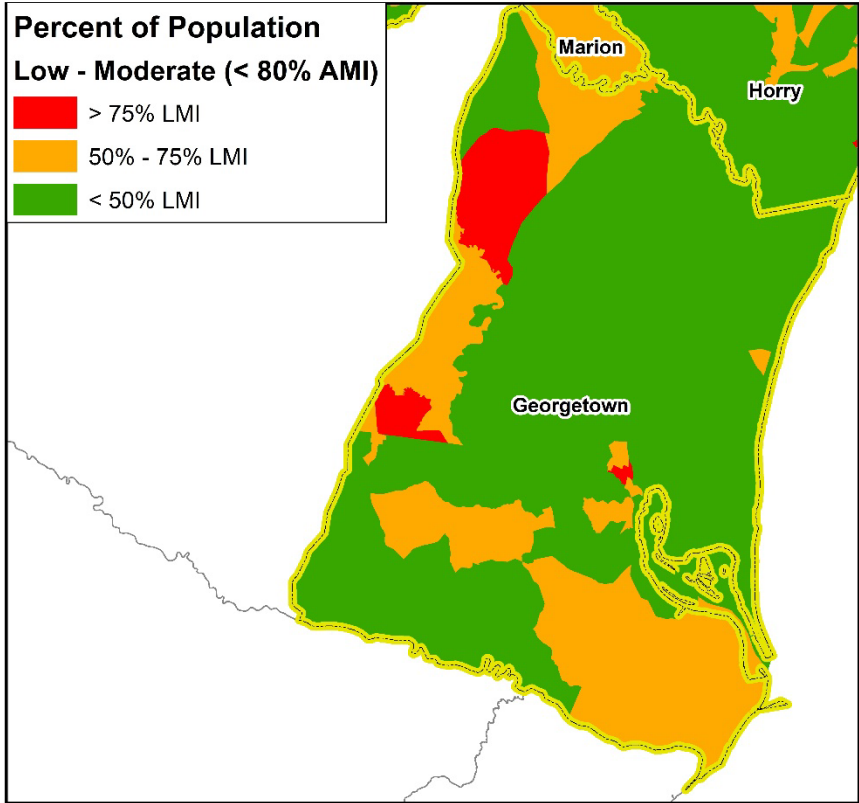 Percent of Population
Low - Moderate (< 80% AMI)
> 75% LMI
50% - 75% LMI
< 50% LMI
Marion
Horry
Georgetown